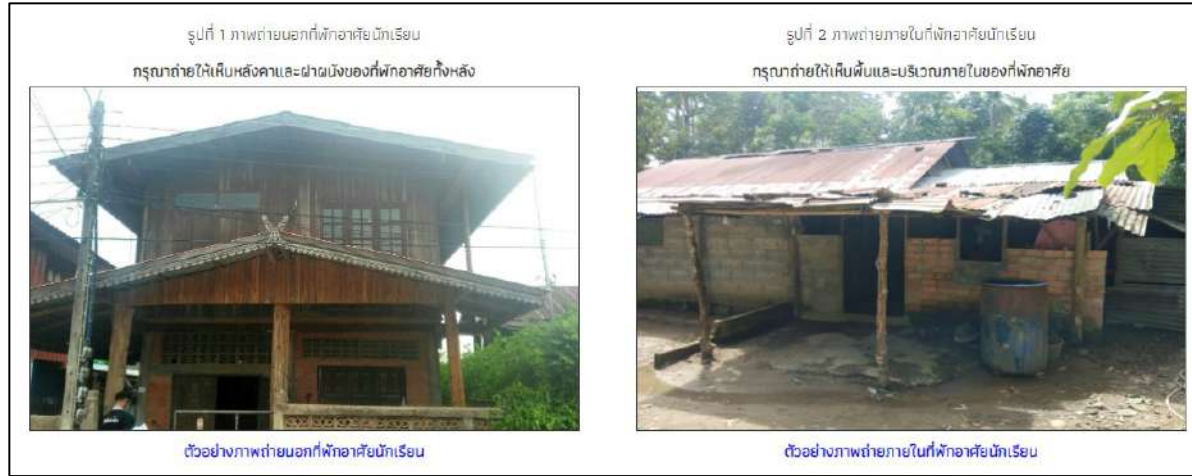 รูปที่ 1 ภาพถ่ายนอกที่พักอาศัยนักเรียน
กรุณาถ่ายให้เห็นหลังคาและฝาผนังของที่พักอาศัยทั้งหลัง
ตัวอย่างภาพถ่ายนอกที่พักอาศัยนักเรียน
รูปที่ 2 ภาพถ่ายภายในที่พักอาศัยนักเรียน
กรุณาถ่ายให้เห็นพื้นและบริเวณภายในของที่พักอาศัย
ตัวอย่างภาพถ่ายภายในที่พักอาศัยนักเรียน